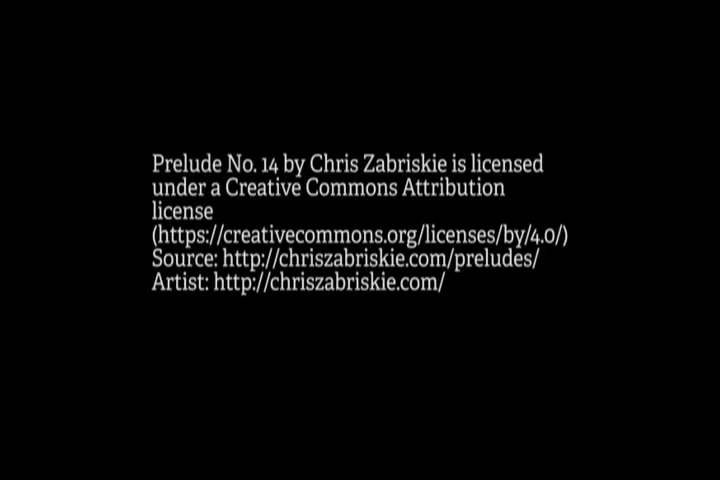 Prelude No. 14 by Chris Zabriskie is licensed
under a Creative Commons Attribution
license
(https://creativecommons.org/licenses/by/4.0/)
Source: http://chriszabriskie.com/preludes/
Artist: http://chriszabriskie.com/